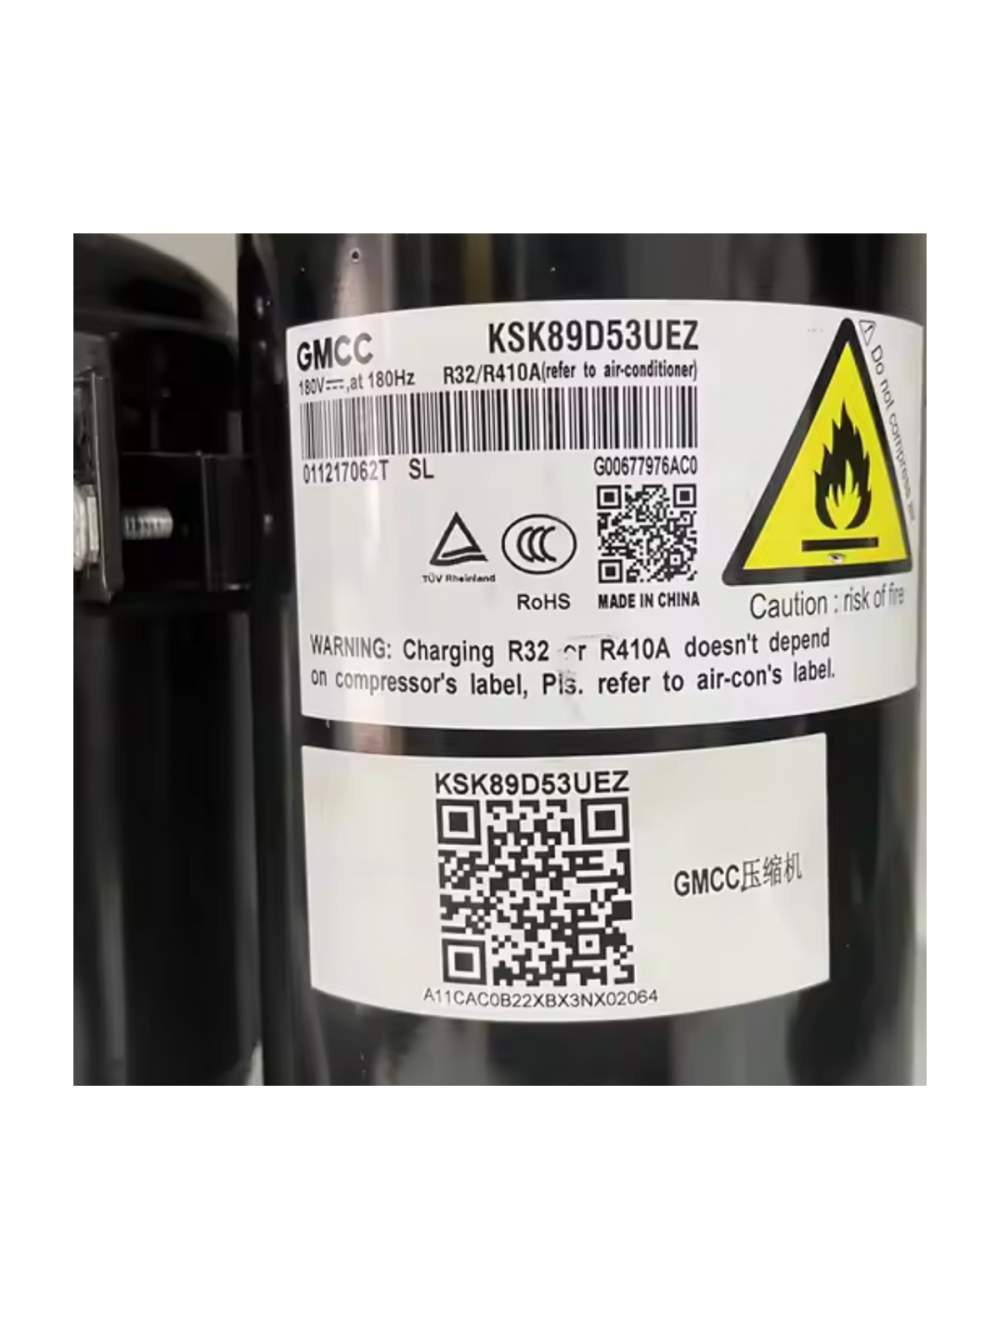 GMCC
KSK89D53UEZ
180V⎓,at 180Hz
R32/R410A(refer to air-conditioner)
011217062T SL
G00677976AC0
TÜV Rheinland
CCC
RoHS
MADE IN CHINA
Do not compress air
Caution : risk of fire
WARNING: Charging R32 or R410A doesn't depend
on compressor's label, Pls. refer to air-con's label.
KSK89D53UEZ
GMCC压缩机
A11CAC0B22XBX3NX02064